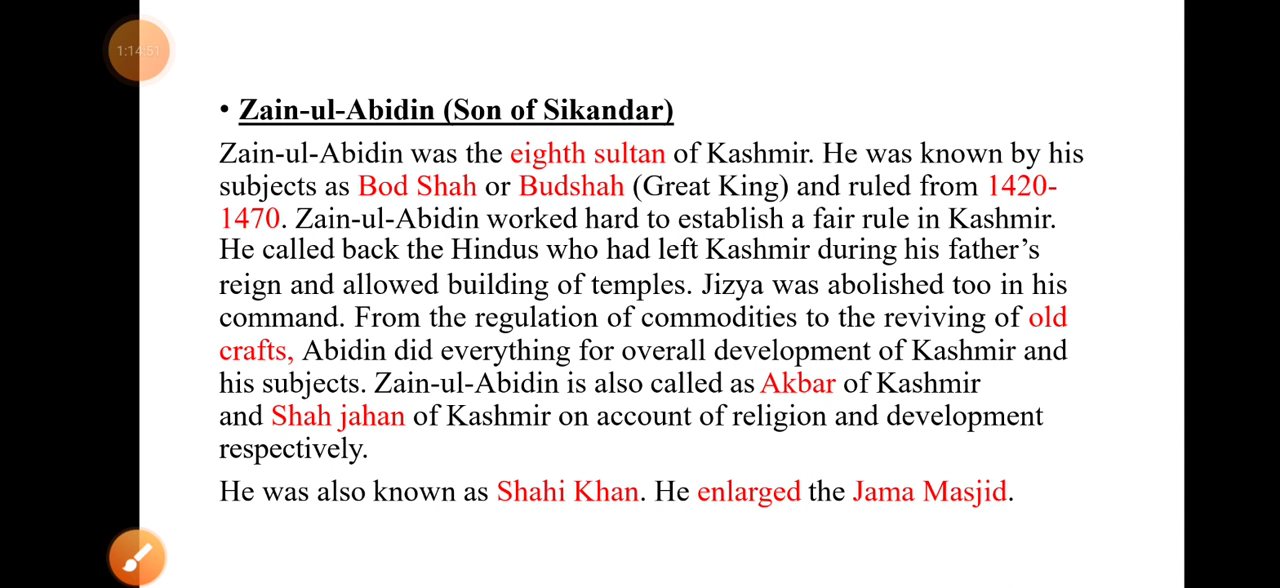 1:14:51
• Zain-ul-Abidin (Son of Sikandar)
Zain-ul-Abidin was the eighth sultan of Kashmir. He was known by his
subjects as Bod Shah or Budshah (Great King) and ruled from 1420-
1470. Zain-ul-Abidin worked hard to establish a fair rule in Kashmir.
He called back the Hindus who had left Kashmir during his father’s
reign and allowed building of temples. Jizya was abolished too in his
command. From the regulation of commodities to the reviving of old
crafts, Abidin did everything for overall development of Kashmir and
his subjects. Zain-ul-Abidin is also called as Akbar of Kashmir
and Shah jahan of Kashmir on account of religion and development
respectively.
He was also known as Shahi Khan. He enlarged the Jama Masjid.